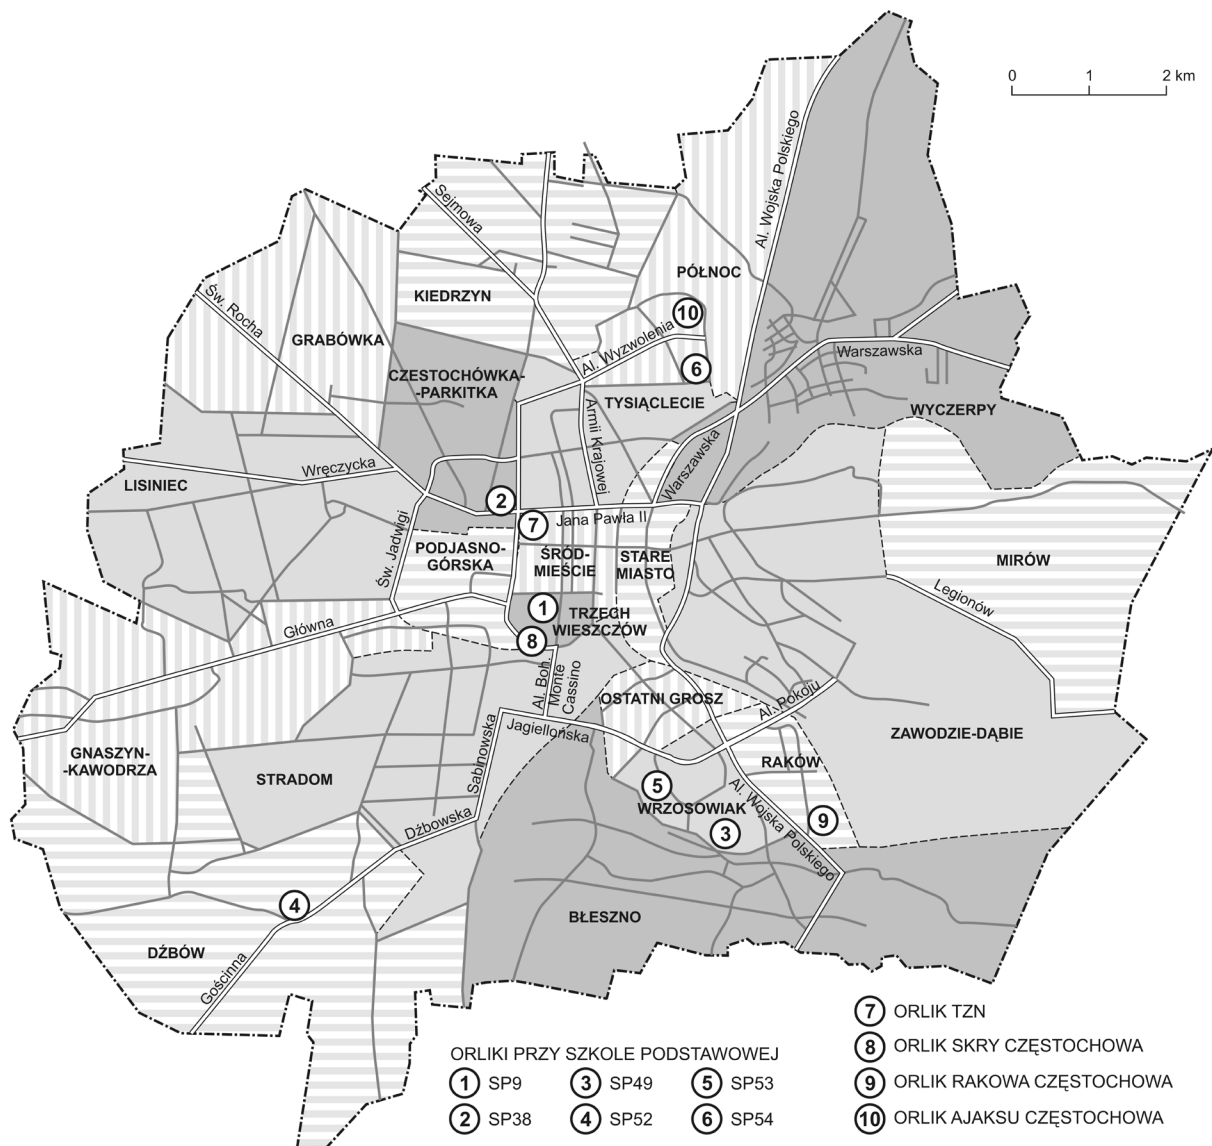 0 1 2 km
Al. Wojska Polskiego
Sejmowa
PÓŁNOC
KIEDRZYN
Św. Rocha
10
GRABÓWKA
Al. Wyzwolenia
Warszawska
6
CZESTOCHÓWKA-
-PARKITKA
TYSIĄCLECIE
WYCZERPY
Armii Krajowej
Warszawska
Wręczycka
LISINIEC
2
7
Jana Pawła II
Św. Jadwigi
PODJASNO-
GÓRSKA
ŚRÓD-
MIEŚCIE
STARE
MIASTO
MIRÓW
Legionów
1
TRZECH
WIESZCZÓW
Główna
8
Al. Boh.
Monte
Cassino
OSTATNI GROSZ
Al. Pokoju
Jagiellońska
Sabinowska
ZAWODZIE-DĄBIE
GNASZYN-
-KAWODRZA
STRADOM
RAKÓW
5
WRZOSOWIAK
Al. Wojska Polskiego
Dźbowska
3
9
4
BŁESZNO
DŹBÓW
Gościnna
ORLIKI PRZY SZKOLE PODSTAWOWEJ
1 SP9
2 SP38
3 SP49
4 SP52
5 SP53
6 SP54
7 ORLIK TZN
8 ORLIK SKRY CZĘSTOCHOWA
9 ORLIK RAKOWA CZĘSTOCHOWA
10 ORLIK AJAKSU CZĘSTOCHOWA